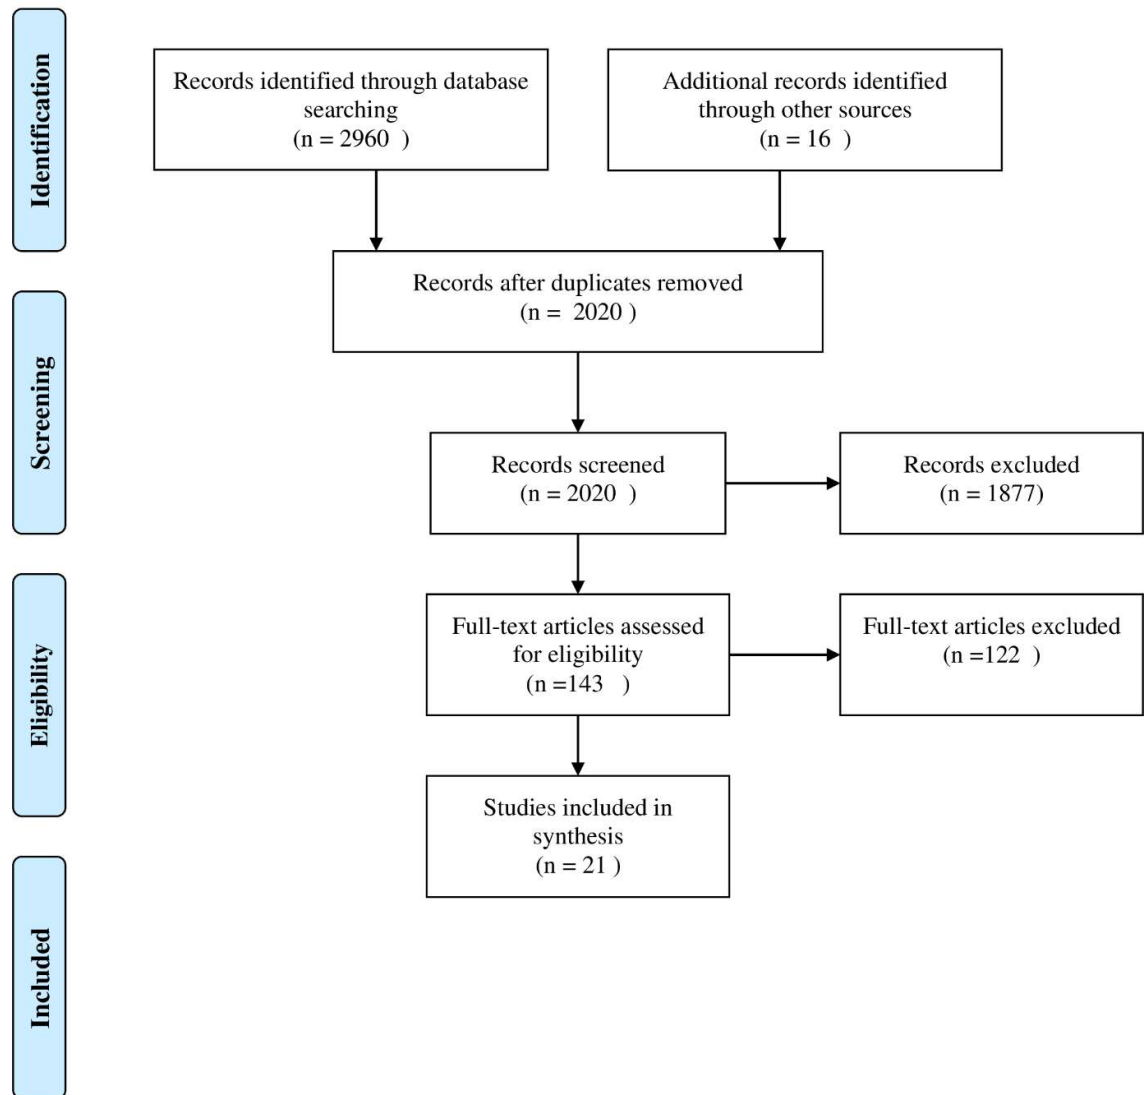 Identification
Records identified through database
searching
(n = 2960  )
Additional records identified
through other sources
(n = 16  )
Records after duplicates removed
(n =  2020 )
Screening
Records screened
(n = 2020  )
Records excluded
(n = 1877)
Eligibility
Full-text articles assessed
for eligibility
(n =143   )
Full-text articles excluded
(n =122  )
Studies included in
synthesis
(n = 21 )
Included